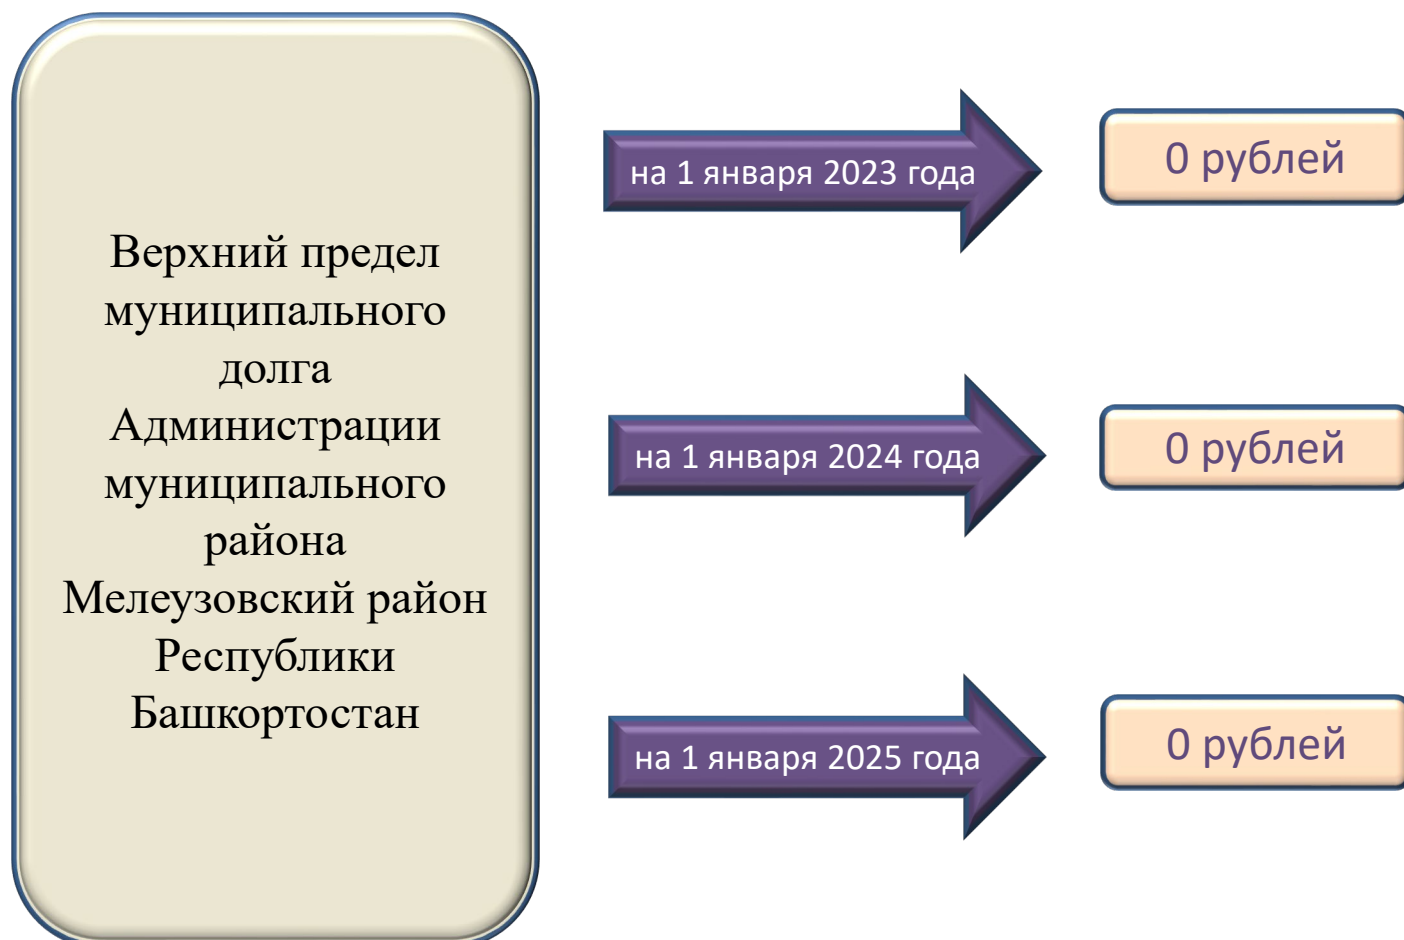 Верхний предел
муниципального
долга
Администрации
муниципального
района
Мелеузовский район
Республики
Башкортостан
на 1 января 2023 года
0 рублей
на 1 января 2024 года
0 рублей
на 1 января 2025 года
0 рублей